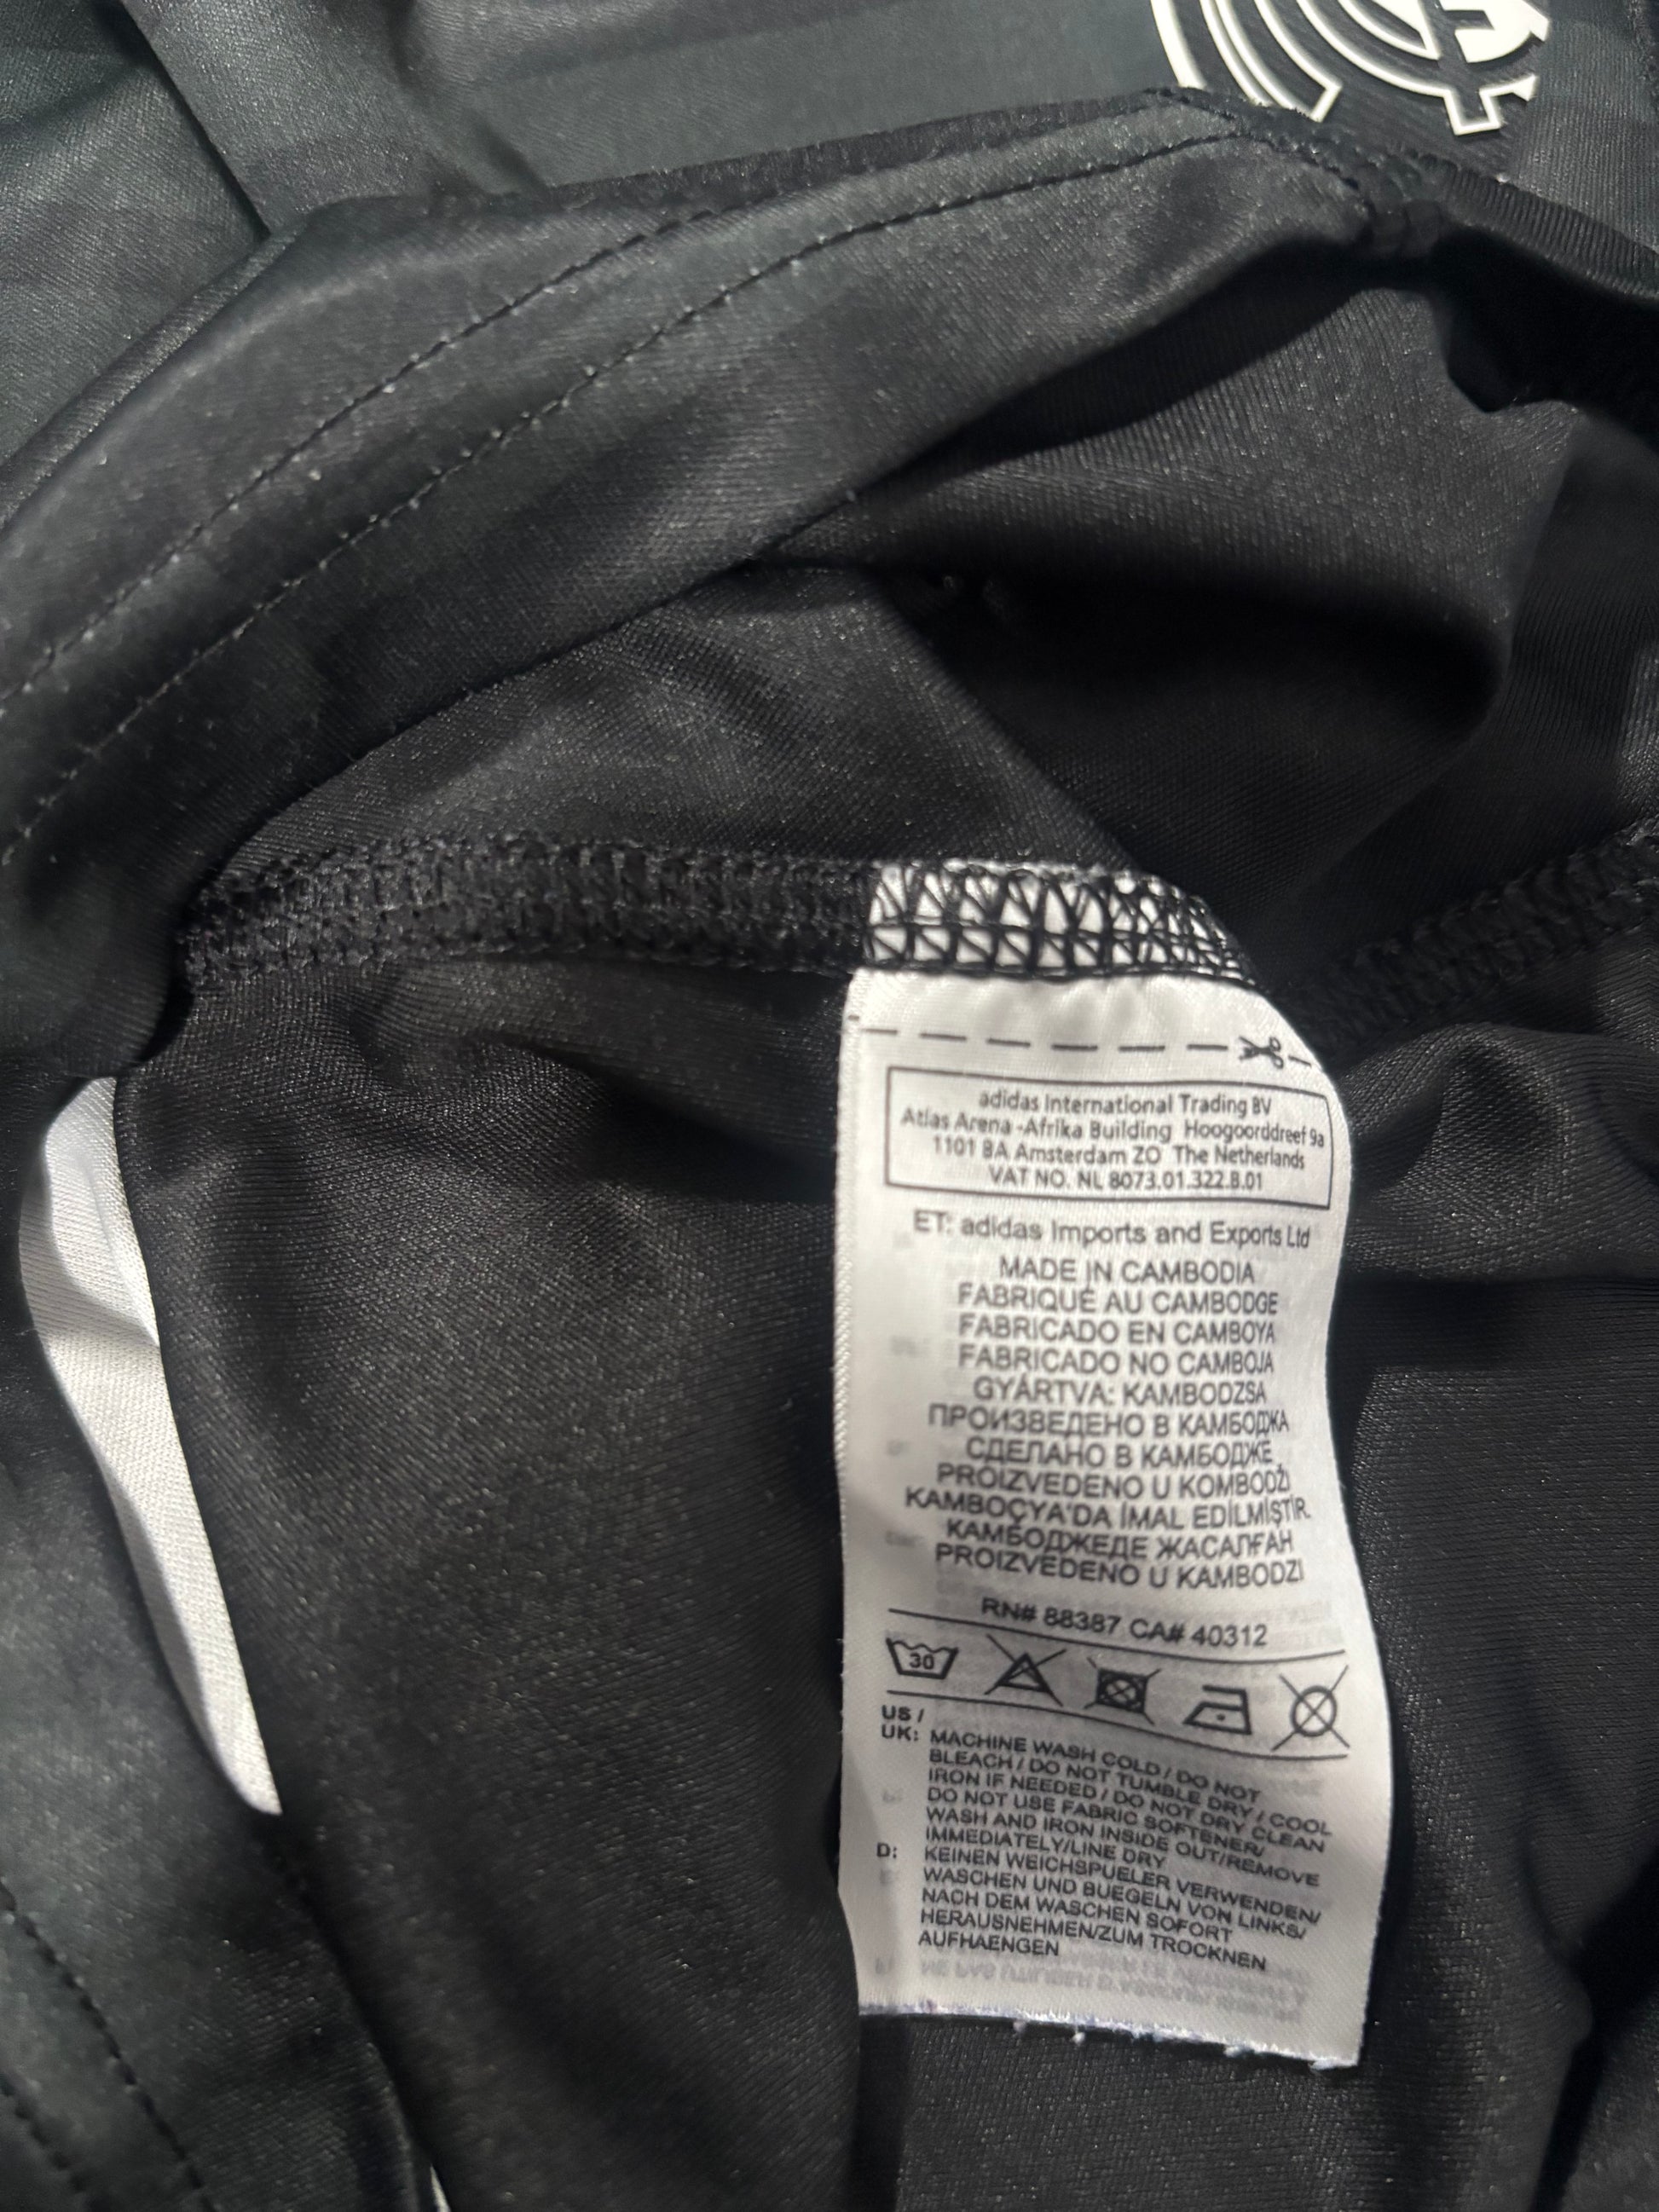 adidas International Trading BV
Atlas Arena -Afrika Building Hoogoorddreef 9a
1101 BA Amsterdam ZO The Netherlands
VAT NO. NL 8073.01.322.B.01
ET: adidas Imports and Exports Ltd
MADE IN CAMBODIA
FABRIQUÉ AU CAMBODGE
FABRICADO EN CAMBOYA
FABRICADO NO CAMBOJA
GYÁRTVA: KAMBODZSA
ПРОИЗВЕДЕНО В КАМБОДЖА
СДЕЛАНО В КАМБОДЖЕ
PROIZVEDENO U KOMBODŽI
KAMBOÇYA'DA İMAL EDİLMİŞTİR.
КАМБОДЖЕДЕ ЖАСАЛҒАН
PROIZVEDENO U KAMBODZI
RN# 88387 CA# 40312
30
US /
UK: MACHINE WASH COLD / DO NOT
BLEACH / DO NOT TUMBLE DRY / COOL
IRON IF NEEDED / DO NOT DRY CLEAN
DO NOT USE FABRIC SOFTENER/
WASH AND IRON INSIDE OUT/REMOVE
IMMEDIATELY/LINE DRY
D: KEINEN WEICHSPUELER VERWENDEN/
WASCHEN UND BUEGELN VON LINKS/
NACH DEM WASCHEN SOFORT
HERAUSNEHMEN/ZUM TROCKNEN
AUFHAENGEN